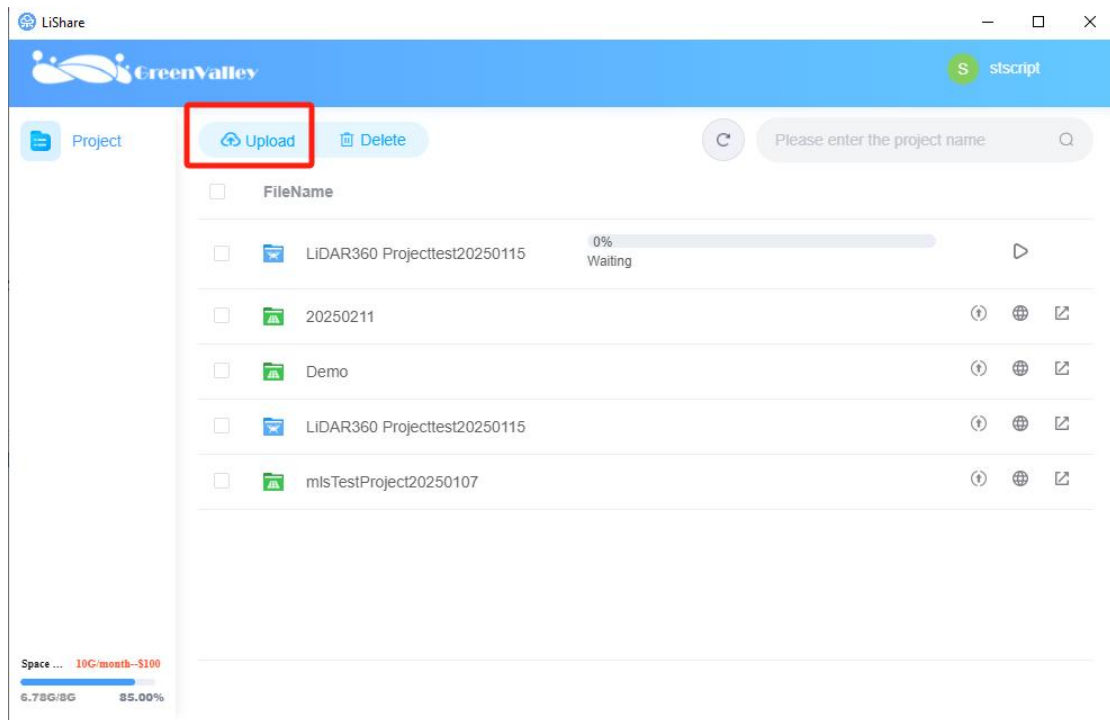 LiShare
GreenValley
S stscript
Project
Upload Delete Please enter the project name
FileName
LiDAR360 Projecttest20250115 0% Waiting
20250211
Demo
LiDAR360 Projecttest20250115
mlsTestProject20250107
Space ... 10G/month--$100
6.78G/8G 85.00%